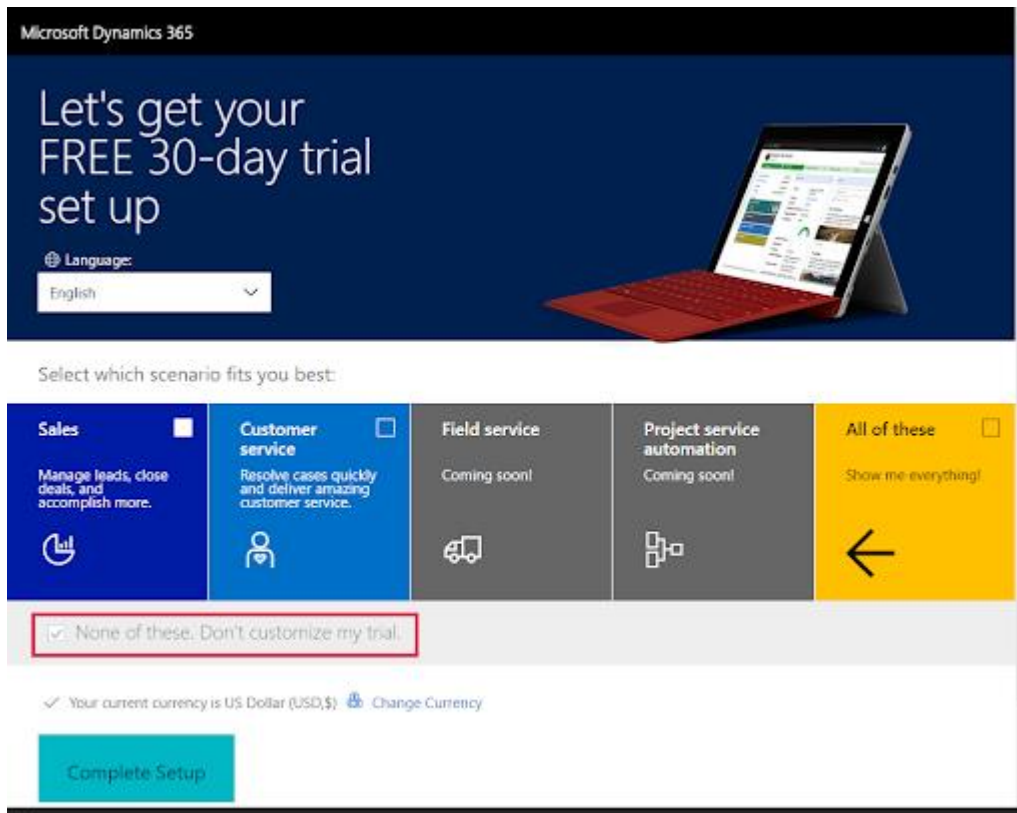 Microsoft Dynamics 365
Let's get your
FREE 30-day trial
set up
Language:
English
Select which scenario fits you best:
Sales
Manage leads, close
deals, and
accomplish more.
Customer
service
Resolve cases quickly
and deliver amazing
customer service.
Field service
Coming soon!
Project service
automation
Coming soon!
All of these
Show me everything!
None of these. Don't customize my trial.
Your current currency is US Dollar (USD,$) Change Currency
Complete Setup